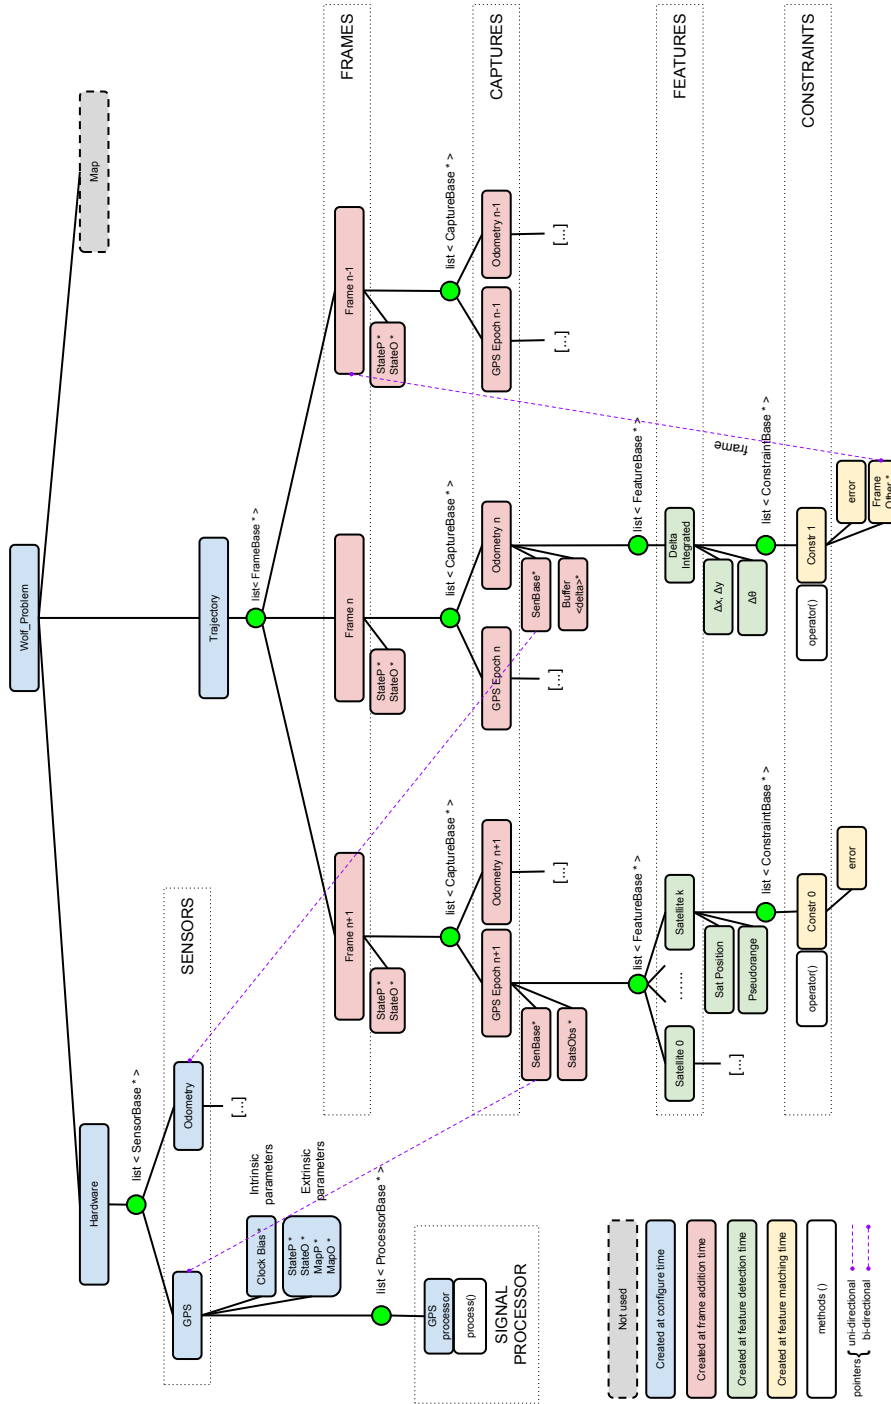 Wolf_Problem
Hardware
Trajectory
Map
list < SensorBase * >
list< FrameBase * >
SENSORS
GPS
Odometry
[...]
Clock Bias *
Intrinsic
parameters
StateP *
StateO *
MapP *
MapO *
Extrinsic
parameters
list < ProcessorBase * >
GPS
processor
process()
SIGNAL
PROCESSOR
FRAMES
Frame n+1
StateP *
StateO *
Frame n
StateP *
StateO *
Frame n-1
StateP *
StateO *
list < CaptureBase * >
list < CaptureBase * >
list < CaptureBase * >
CAPTURES
GPS Epoch n+1
Odometry n+1
GPS Epoch n
Odometry n
GPS Epoch n-1
Odometry n-1
SenBase*
SatsObs *
[...]
[...]
SenBase*
Buffer
<delta>*
[...]
[...]
list < FeatureBase * >
list < FeatureBase * >
FEATURES
Satellite 0
.......
Satellite k
Delta
Integrated
[...]
Sat Position
Pseudorange
Δx, Δy
Δθ
frame
list < ConstraintBase * >
list < ConstraintBase * >
CONSTRAINTS
operator()
Constr 0
operator()
Constr 1
error
error
Frame
Other *
Not used
Created at configure time
Created at frame addition time
Created at feature detection time
Created at feature matching time
methods ()
pointers
{
uni-directional
bi-directional